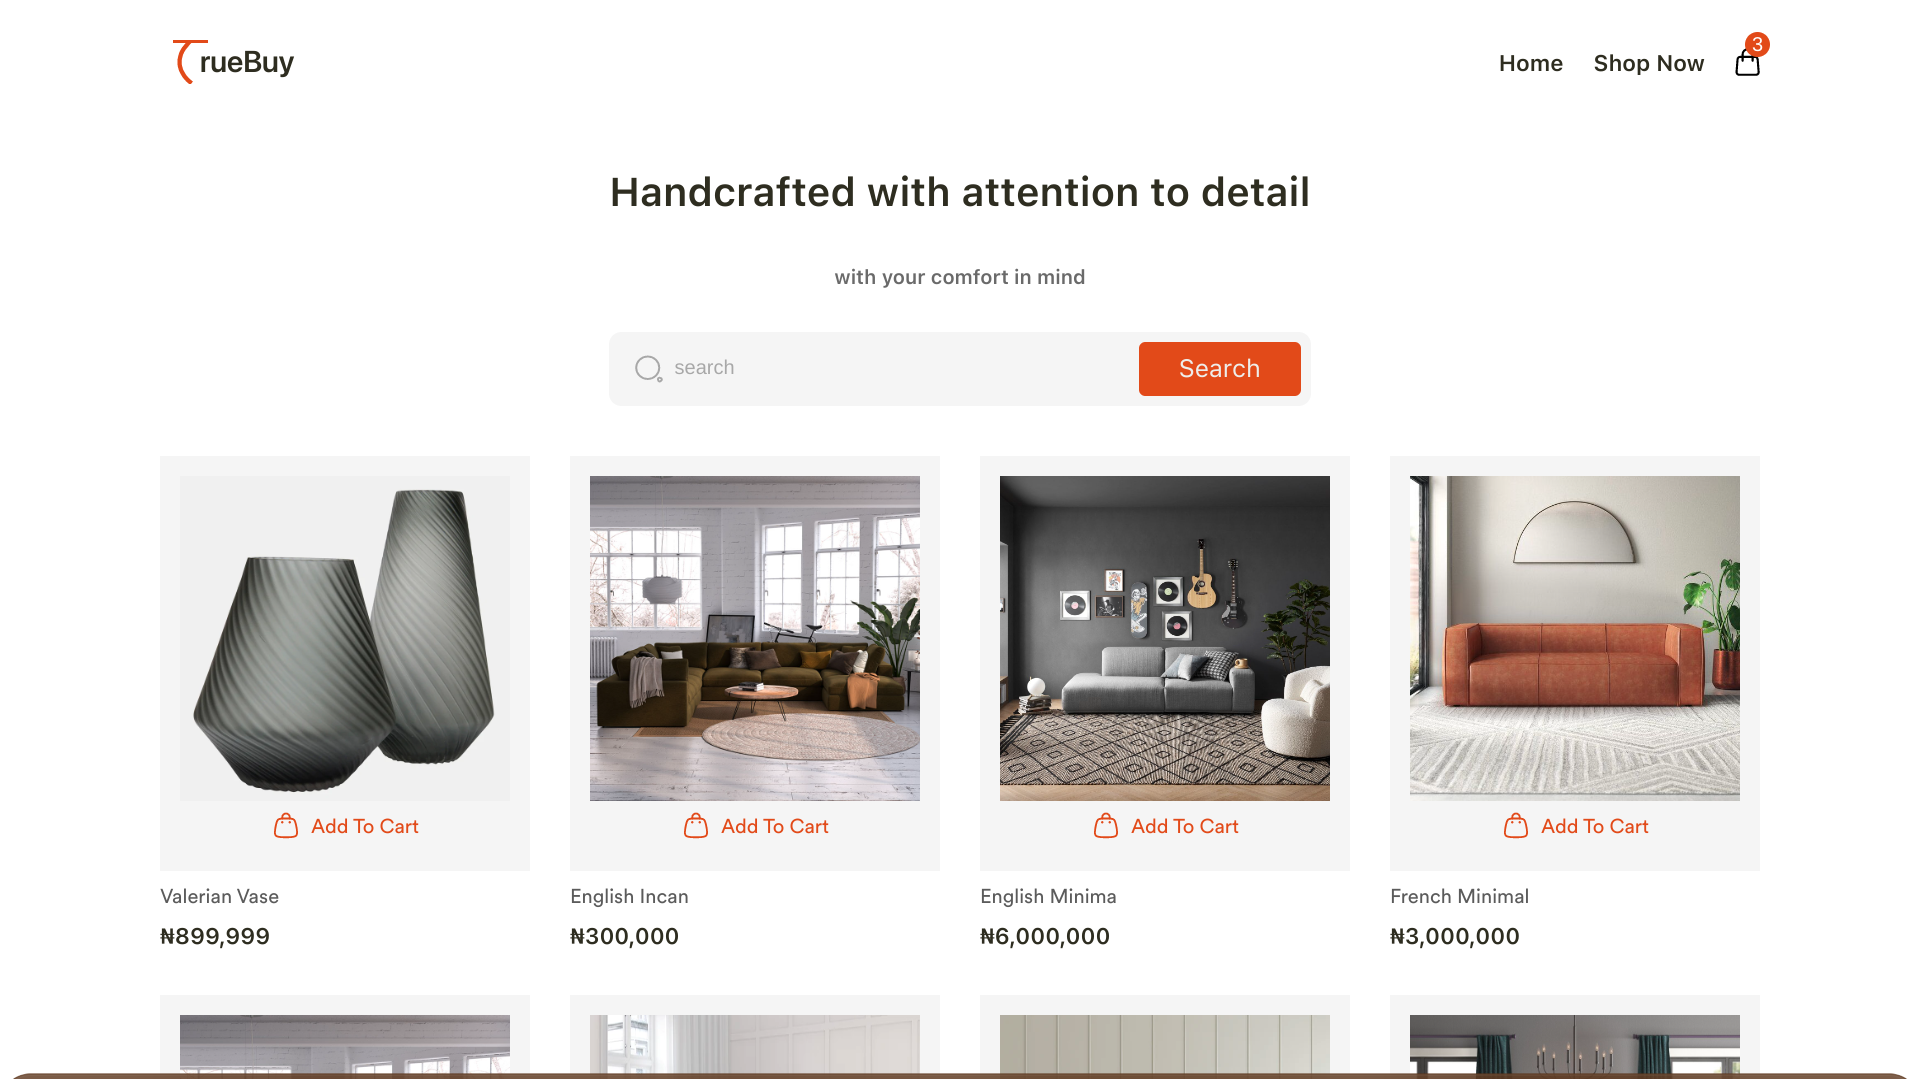 TrueBuy
Home Shop Now 3
Handcrafted with attention to detail
with your comfort in mind
search Search
Add To Cart Add To Cart Add To Cart Add To Cart
Valerian Vase English Incan English Minima French Minimal
₦899,999 ₦300,000 ₦6,000,000 ₦3,000,000